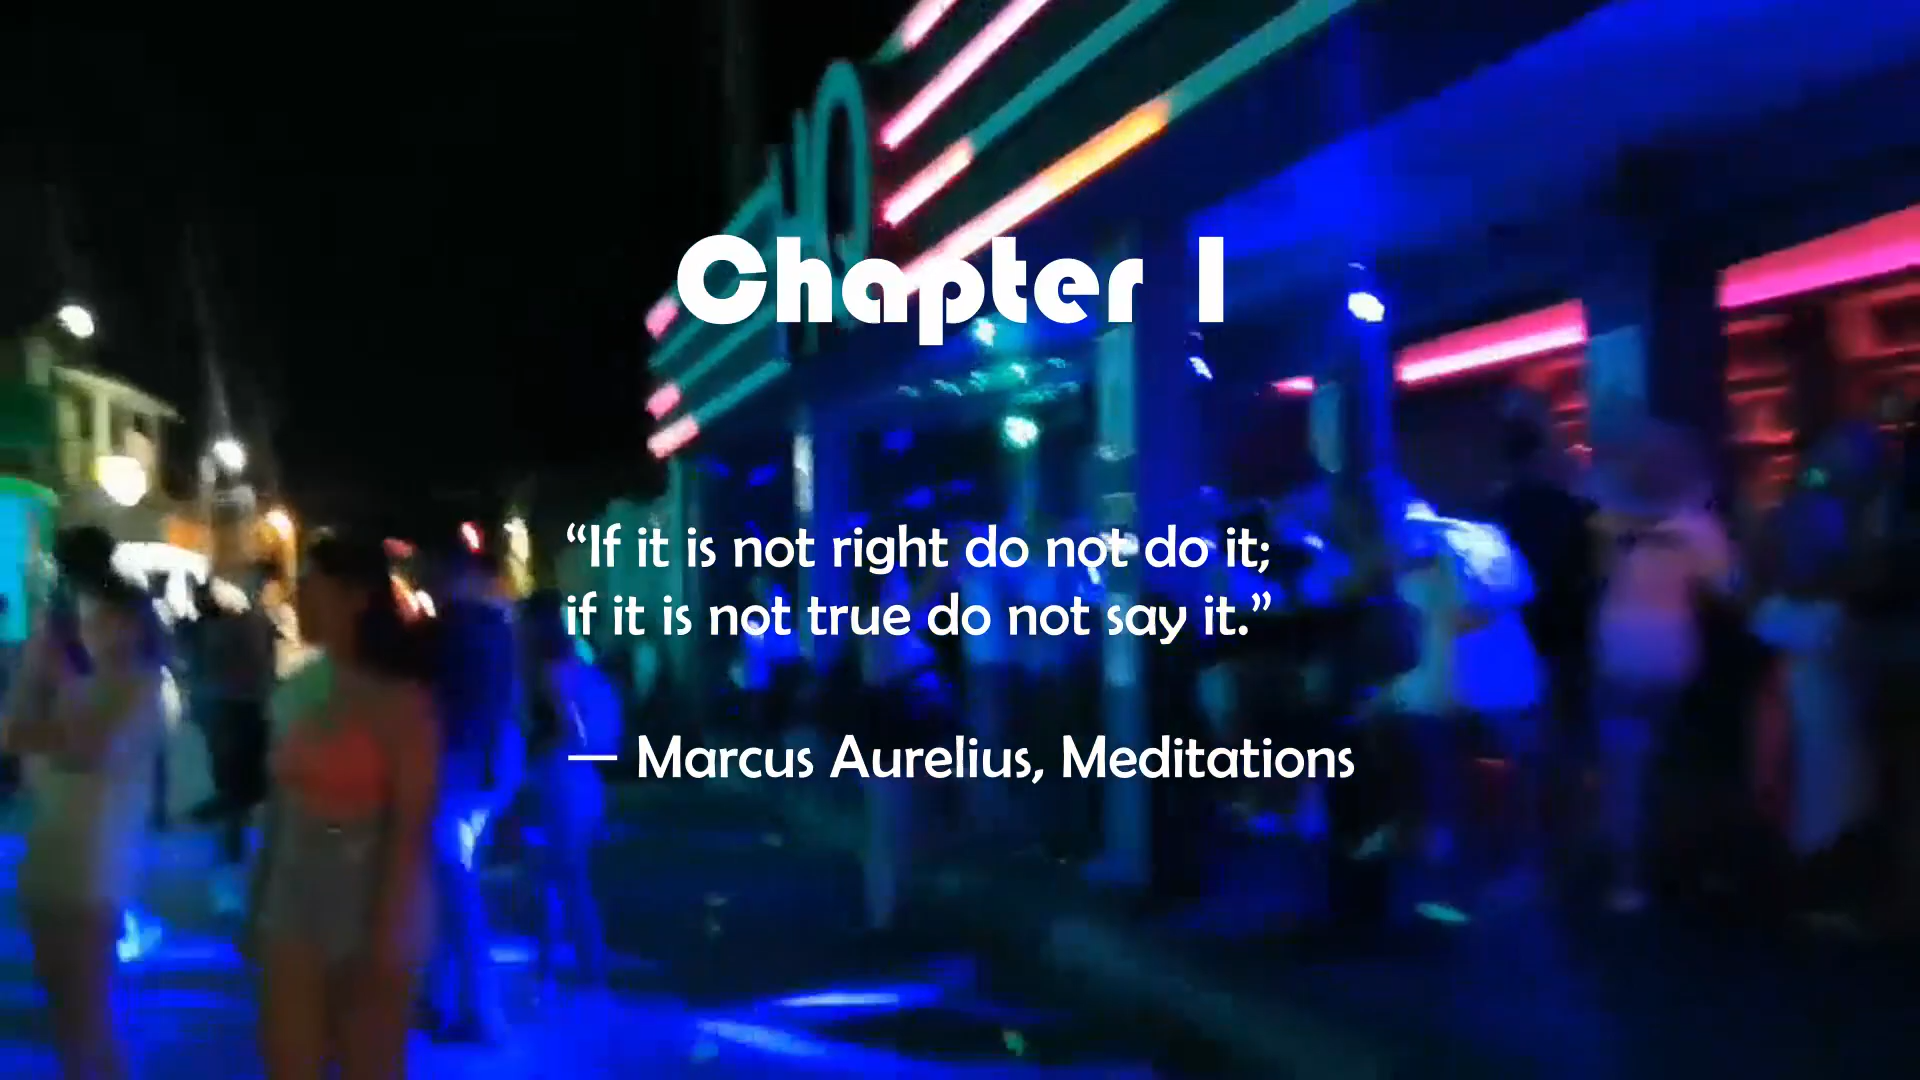 Chapter I
“If it is not right do not do it;
if it is not true do not say it.”
— Marcus Aurelius, Meditations